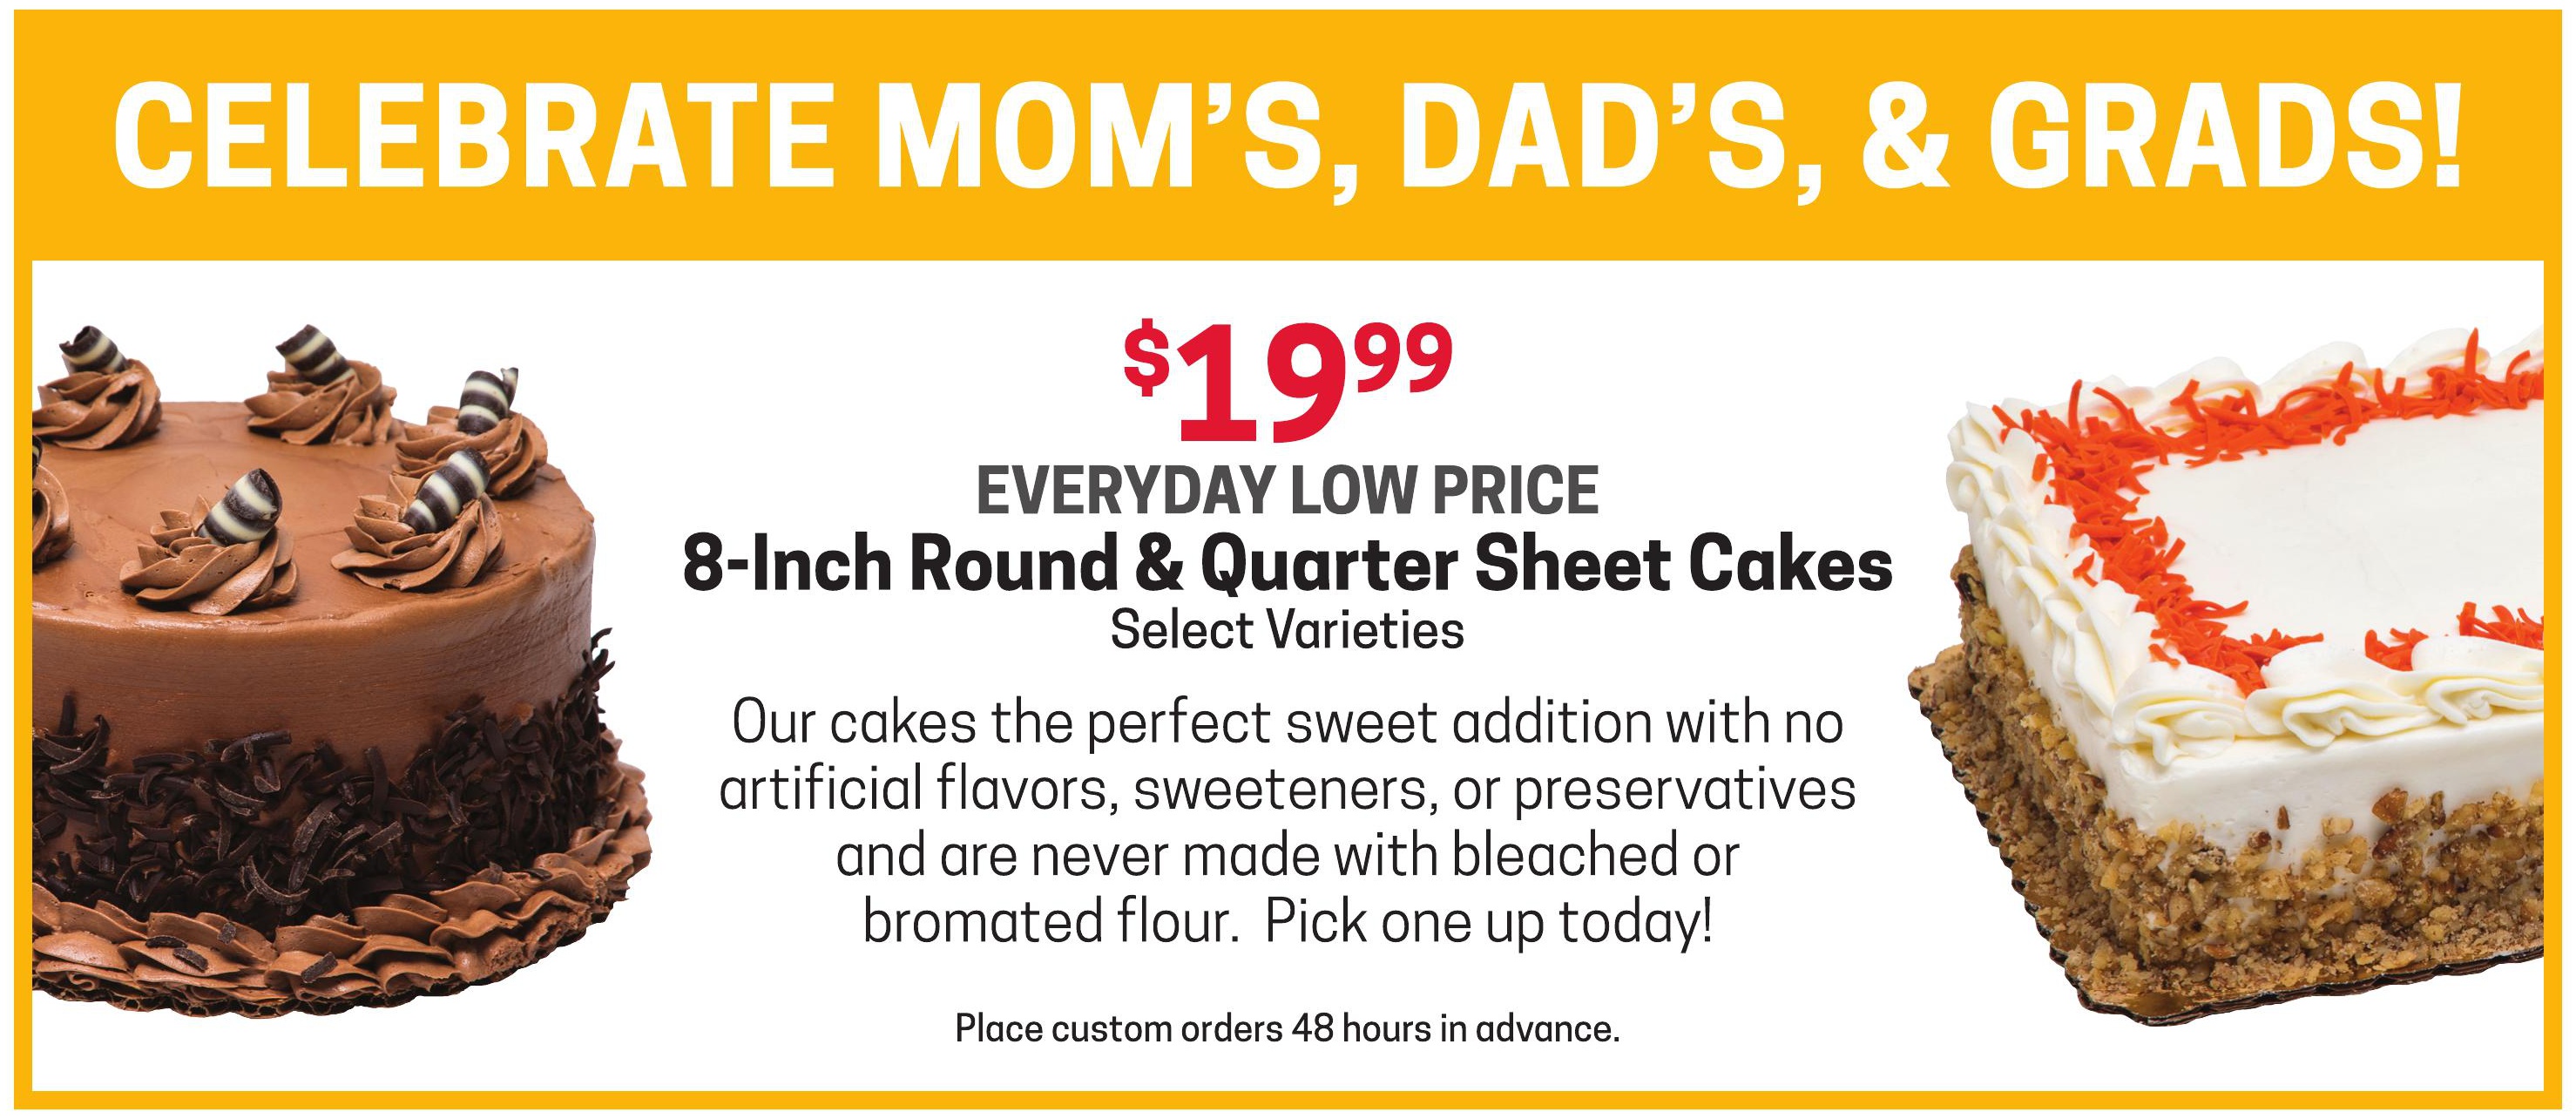 CELEBRATE MOM’S, DAD’S, & GRADS!
$19⁹⁹
EVERYDAY LOW PRICE
8-Inch Round & Quarter Sheet Cakes
Select Varieties
Our cakes the perfect sweet addition with no
artificial flavors, sweeteners, or preservatives
and are never made with bleached or
bromated flour.  Pick one up today!
Place custom orders 48 hours in advance.